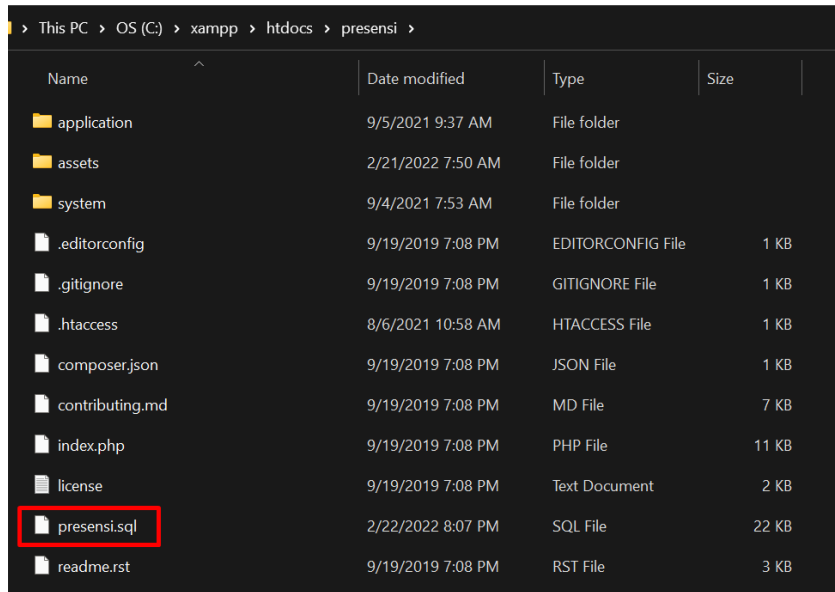 This PC > OS (C:) > xampp > htdocs > presensi >
Name Date modified Type Size
application 9/5/2021 9:37 AM File folder
assets 2/21/2022 7:50 AM File folder
system 9/4/2021 7:53 AM File folder
.editorconfig 9/19/2019 7:08 PM EDITORCONFIG File 1 KB
.gitignore 9/19/2019 7:08 PM GITIGNORE File 1 KB
.htaccess 8/6/2021 10:58 AM HTACCESS File 1 KB
composer.json 9/19/2019 7:08 PM JSON File 1 KB
contributing.md 9/19/2019 7:08 PM MD File 7 KB
index.php 9/19/2019 7:08 PM PHP File 11 KB
license 9/19/2019 7:08 PM Text Document 2 KB
presensi.sql 2/22/2022 8:07 PM SQL File 22 KB
readme.rst 9/19/2019 7:08 PM RST File 3 KB